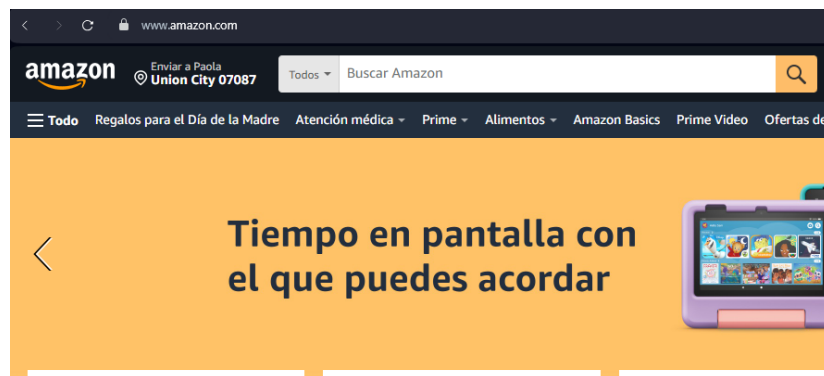 www.amazon.com
amazon
Enviar a Paola
Union City 07087
Todos
Buscar Amazon
Todo
Regalos para el Día de la Madre
Atención médica
Prime
Alimentos
Amazon Basics
Prime Video
Ofertas de
Tiempo en pantalla con
el que puedes acordar